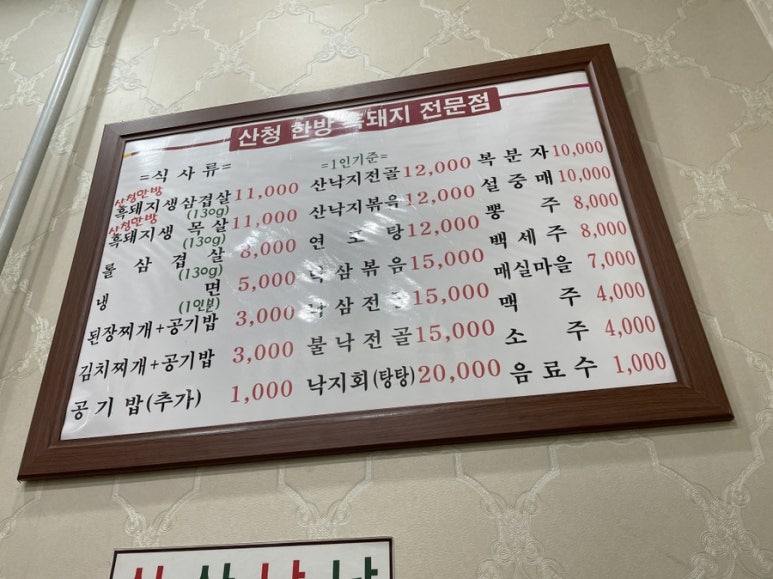 산청 한방 흑돼지 전문점
=식사류=
산청한방
흑돼지생삼겹살 11,000
(130g)
산청한방
흑돼지생 목살 11,000
(130g)
롤 삼 겹 살 8,000
(130g)
냉 면 5,000
(1인분)
된장찌개+공기밥 3,000
김치찌개+공기밥 3,000
공 기 밥(추가) 1,000
=1인기준=
산낙지전골 12,000
산낙지볶음 12,000
연 포 탕 12,000
낙 삼 볶 음 15,000
낙 삼 전 골 15,000
불 낙 전 골 15,000
낙지회(탕탕) 20,000
복 분 자 10,000
설 중 매 10,000
뽕 주 8,000
백 세 주 8,000
매실마을 7,000
맥 주 4,000
소 주 4,000
음 료 수 1,000